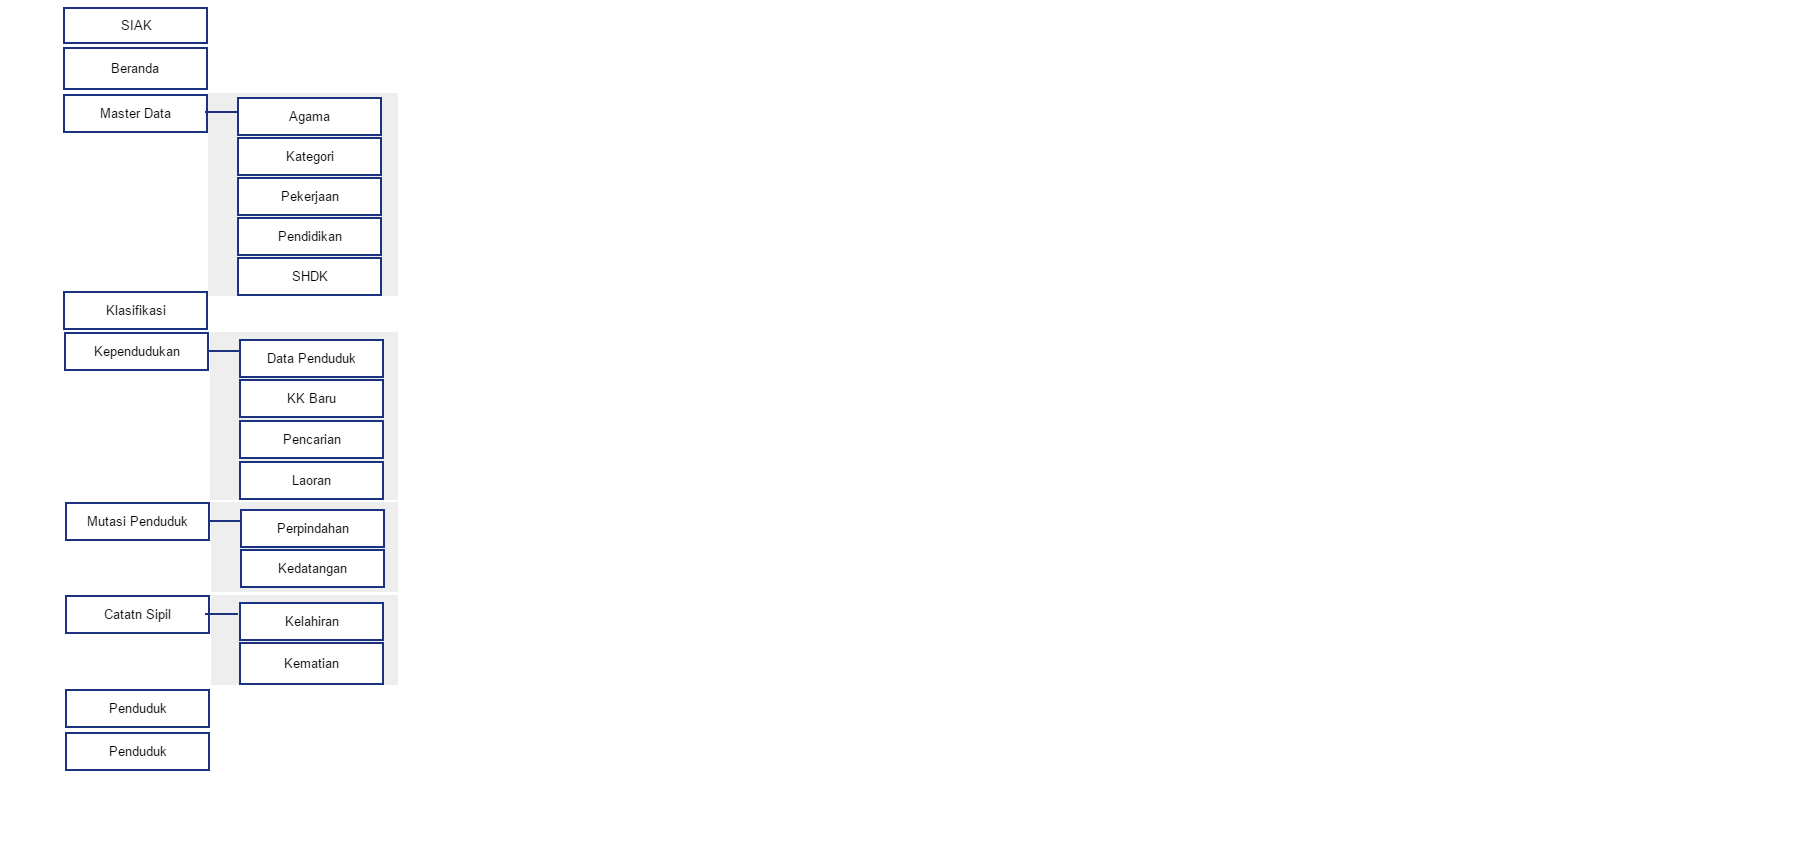 SIAK
Beranda
Master Data
Agama
Kategori
Pekerjaan
Pendidikan
SHDK
Klasifikasi
Kependudukan
Data Penduduk
KK Baru
Pencarian
Laoran
Mutasi Penduduk
Perpindahan
Kedatangan
Catatn Sipil
Kelahiran
Kematian
Penduduk
Penduduk